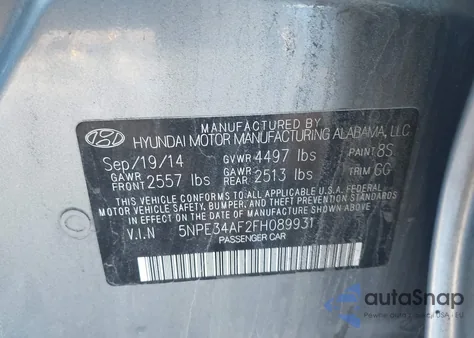 MANUFACTURED BY
HYUNDAI MOTOR MANUFACTURING ALABAMA, LLC
Sep/19/14 GVWR 4497 lbs PAINT 8S
GAWR FRONT 2557 lbs GAWR REAR 2513 lbs TRIM 6G
THIS VEHICLE CONFORMS TO ALL APPLICABLE U.S.A. FEDERAL
MOTOR VEHICLE SAFETY, BUMPER, AND THEFT PREVENTION
STANDARDS IN EFFECT ON THE DATE OF MANUFACTURE SHOWN ABOVE.
V.I.N 5NPE34AF2FH089931
PASSENGER CAR
autoSnap